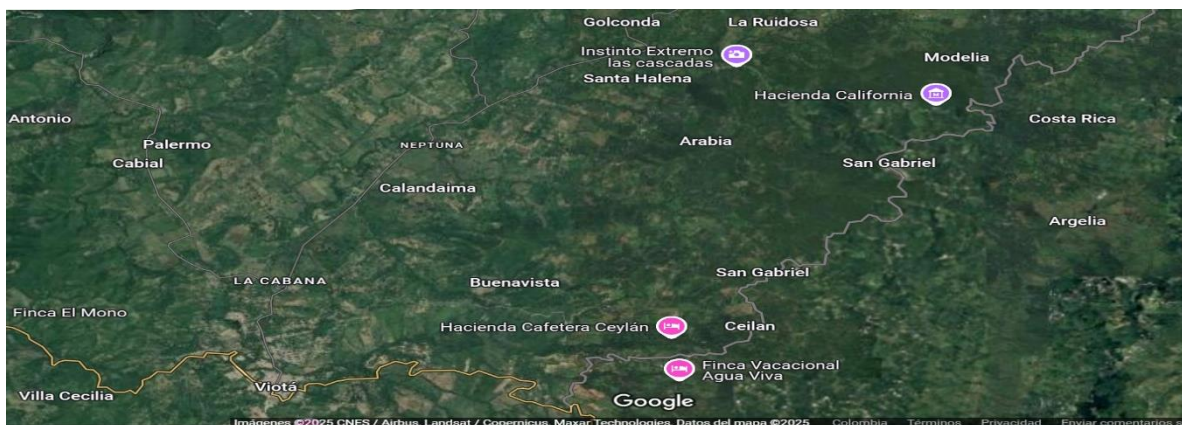 Golconda
La Ruidosa
Instinto Extremo
las cascadas
Santa Halena
Modelia
Hacienda California
Antonio
Costa Rica
Palermo
NEPTUNA
Arabia
Cabial
San Gabriel
Calandaima
Argelia
San Gabriel
LA CABANA
Buenavista
Finca El Mono
Hacienda Cafetera Ceylán
Ceilan
Finca Vacacional
Agua Viva
Viotá
Villa Cecilia
Google
Imágenes ©2025 CNES / Airbus, Landsat / Copernicus, Maxar Technologies, Datos del mapa ©2025 Colombia Términos Privacidad Enviar comentarios